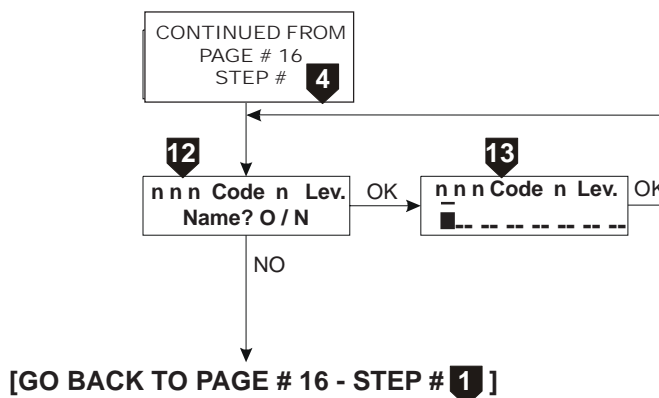 CONTINUED FROM
PAGE # 16
STEP # 4
12
13
n n n Code n Lev.
Name? O / N
OK
n n n Code n Lev.
OK
NO
[GO BACK TO PAGE # 16 - STEP # 1 ]